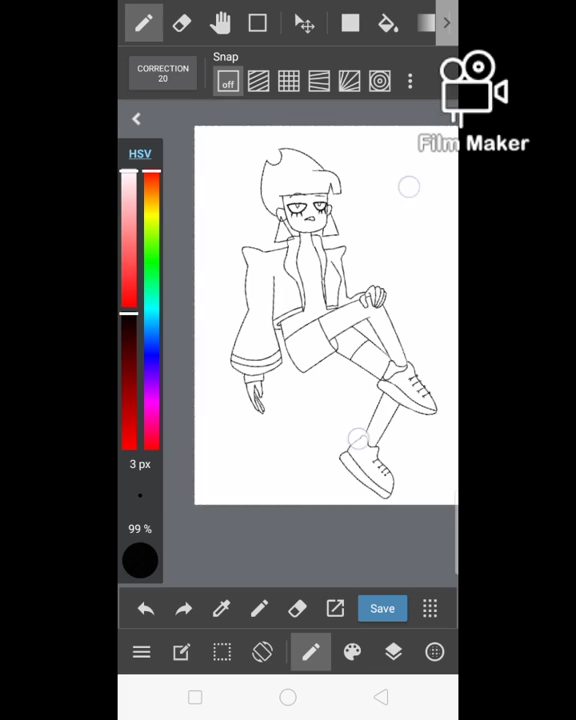 Snap
CORRECTION
20
off
Film Maker
HSV
3 px
99 %
Save